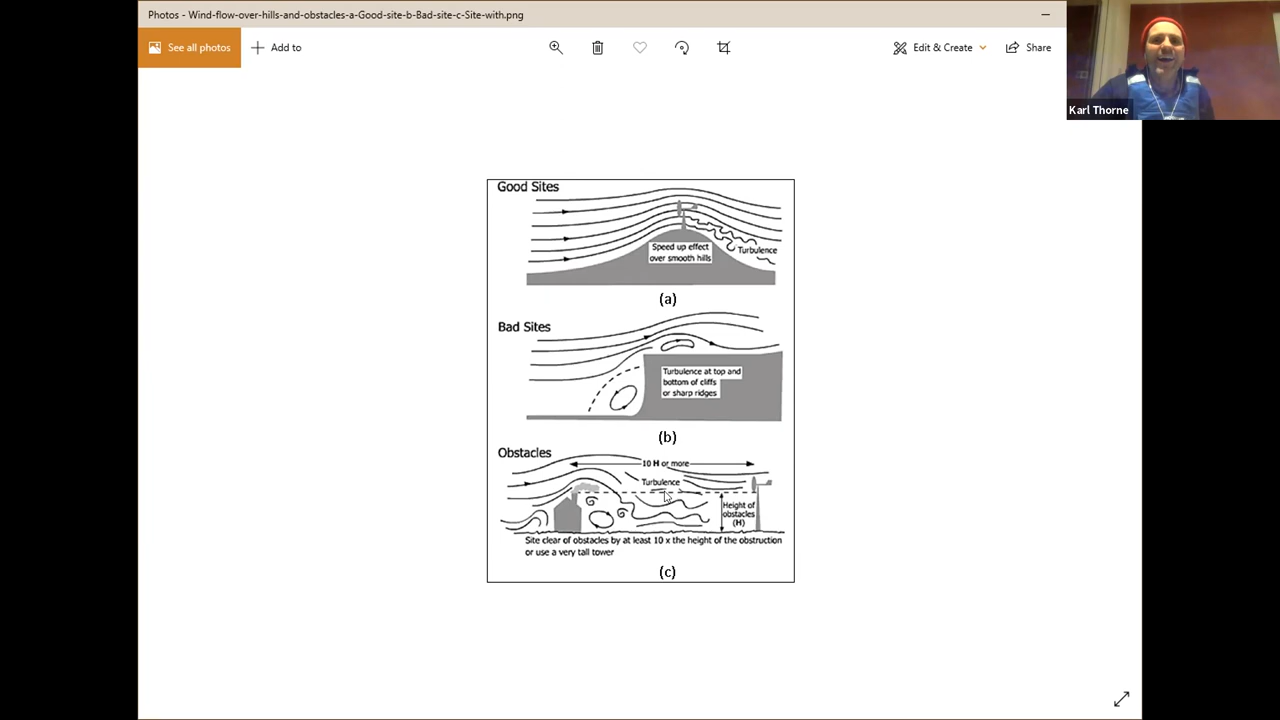 Photos - Wind-flow-over-hills-and-obstacles-a-Good-site-b-Bad-site-c-Site-with.png
See all photos
Add to
Edit & Create
Share
Karl Thorne
Good Sites
Speed up effect
over smooth hills
Turbulence
(a)
Bad Sites
Turbulence at top and
bottom of cliffs
or sharp ridges
(b)
Obstacles
10 H or more
Turbulence
Height of
obstacles
(H)
Site clear of obstacles by at least 10 x the height of the obstruction
or use a very tall tower
(c)